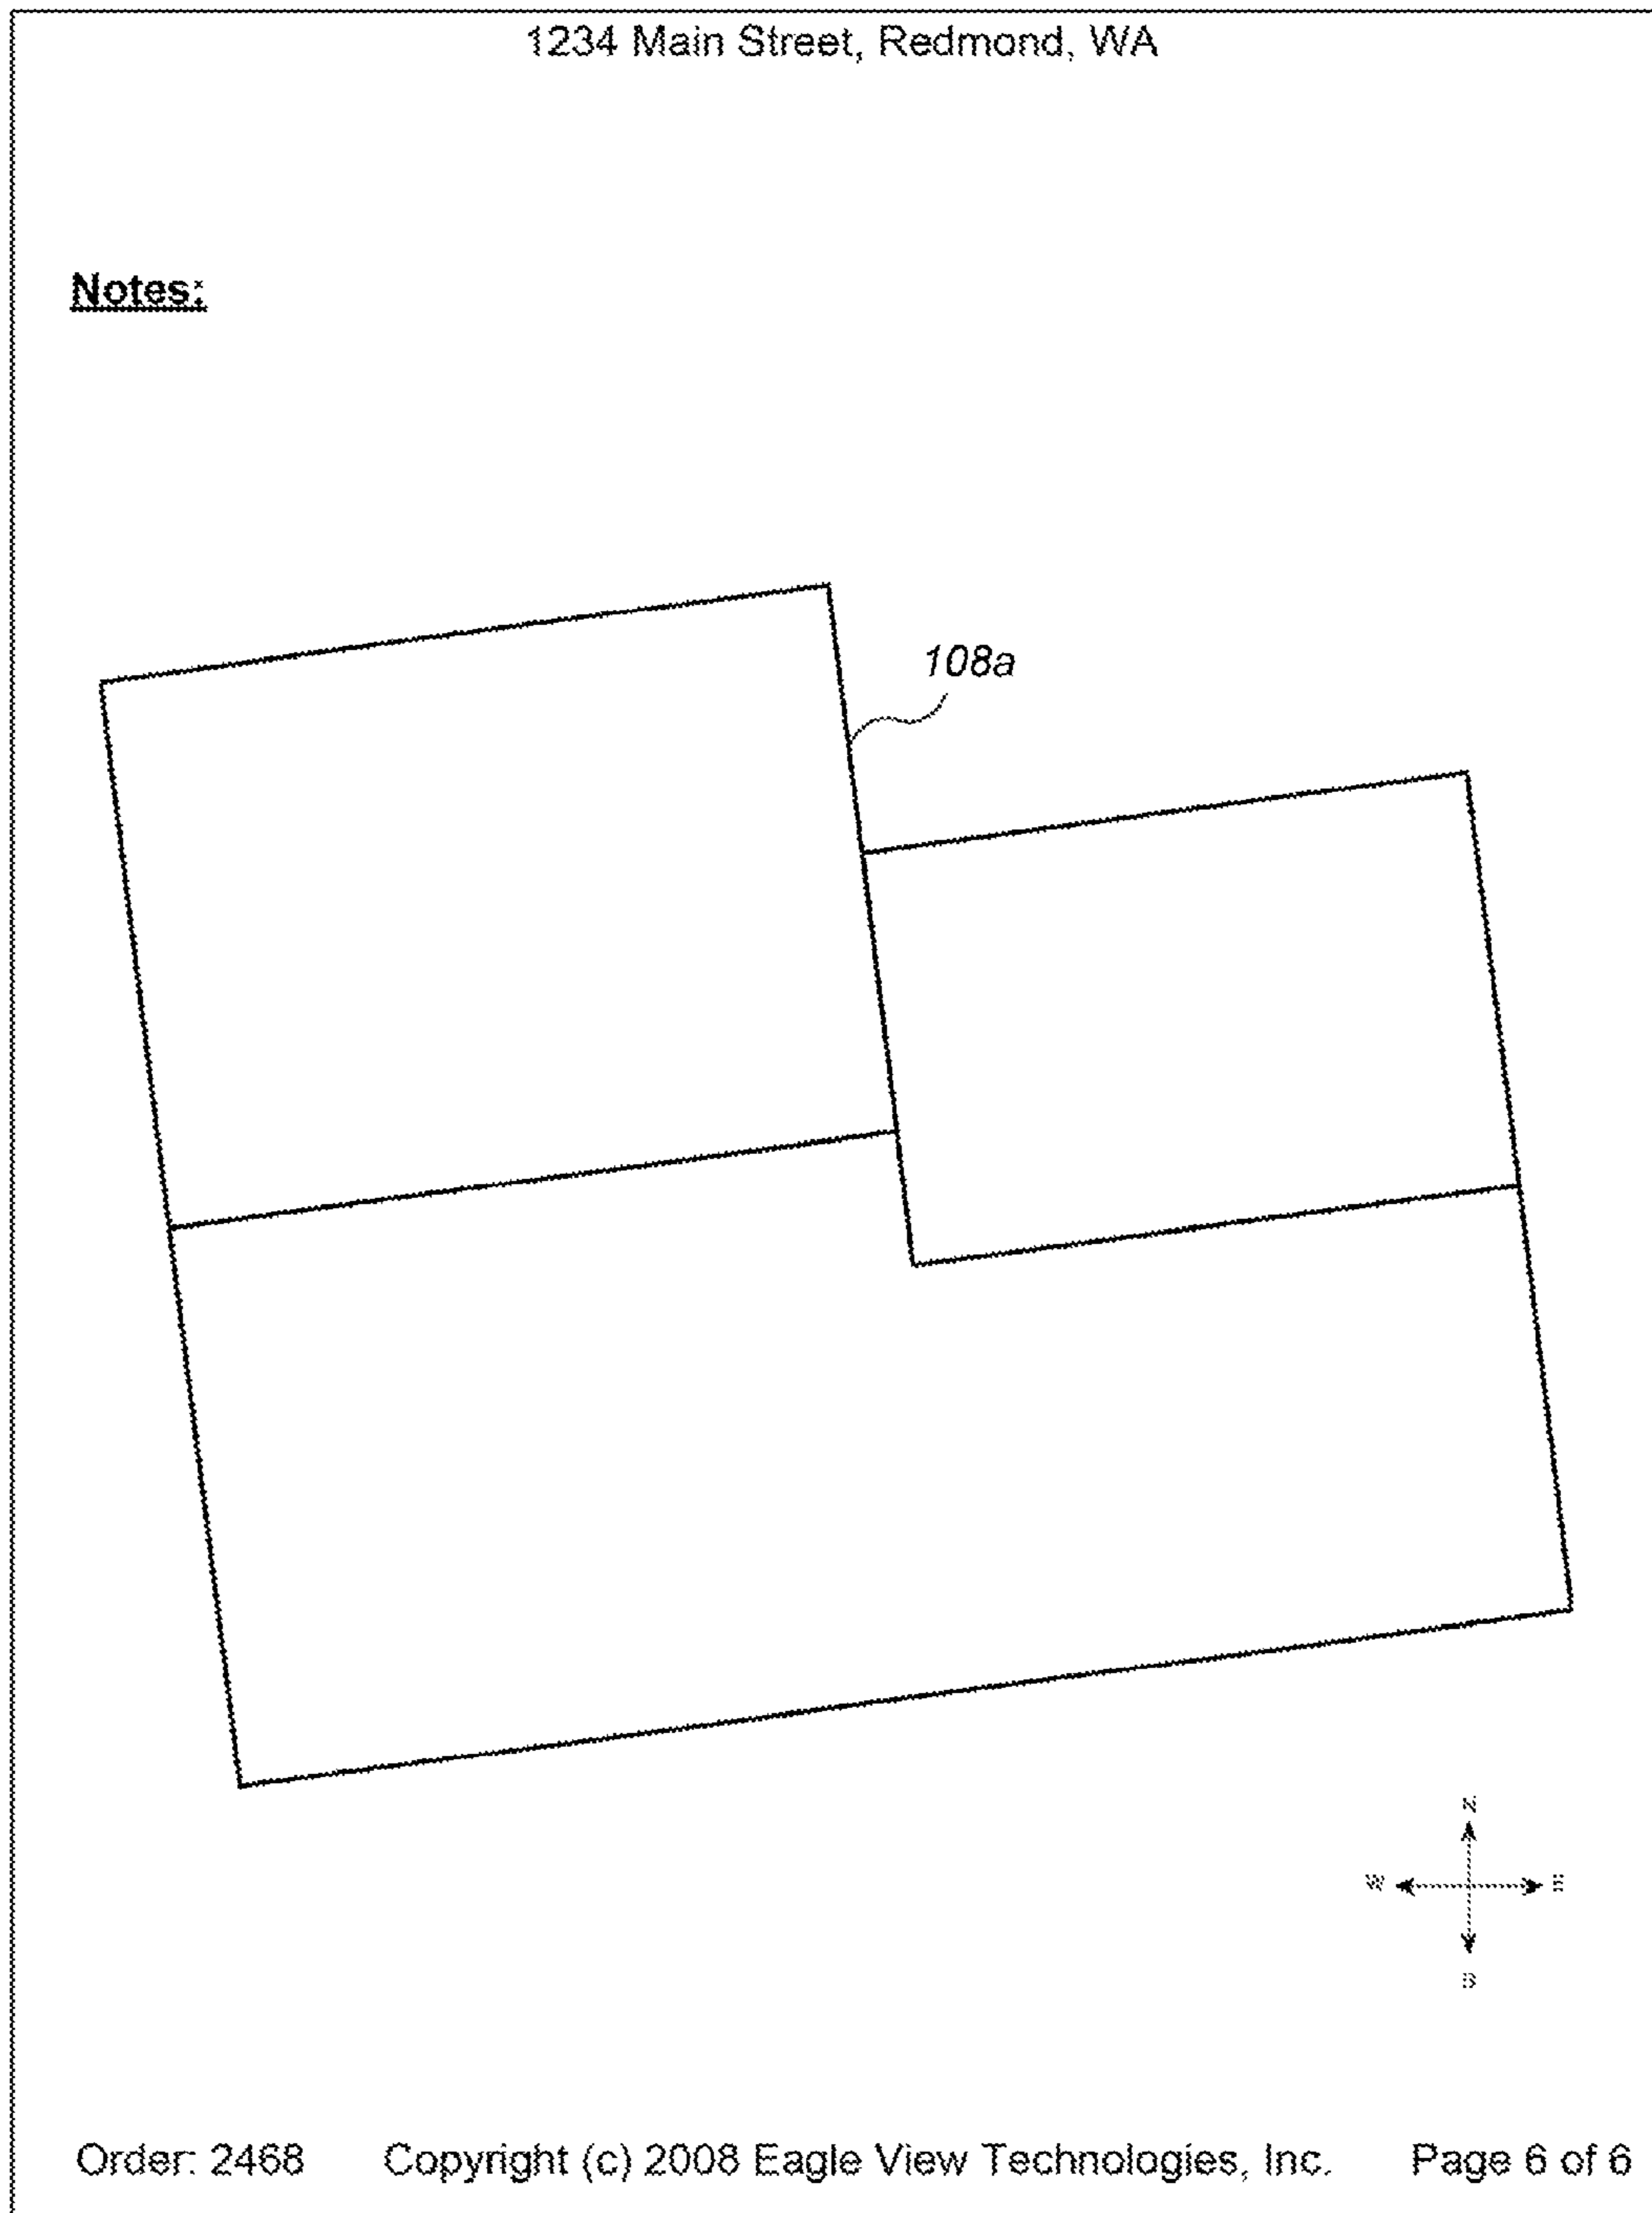 1234 Main Street, Redmond, WA
Notes:
108a
N
W
E
S
Order: 2468 Copyright (c) 2008 Eagle View Technologies, Inc. Page 6 of 6